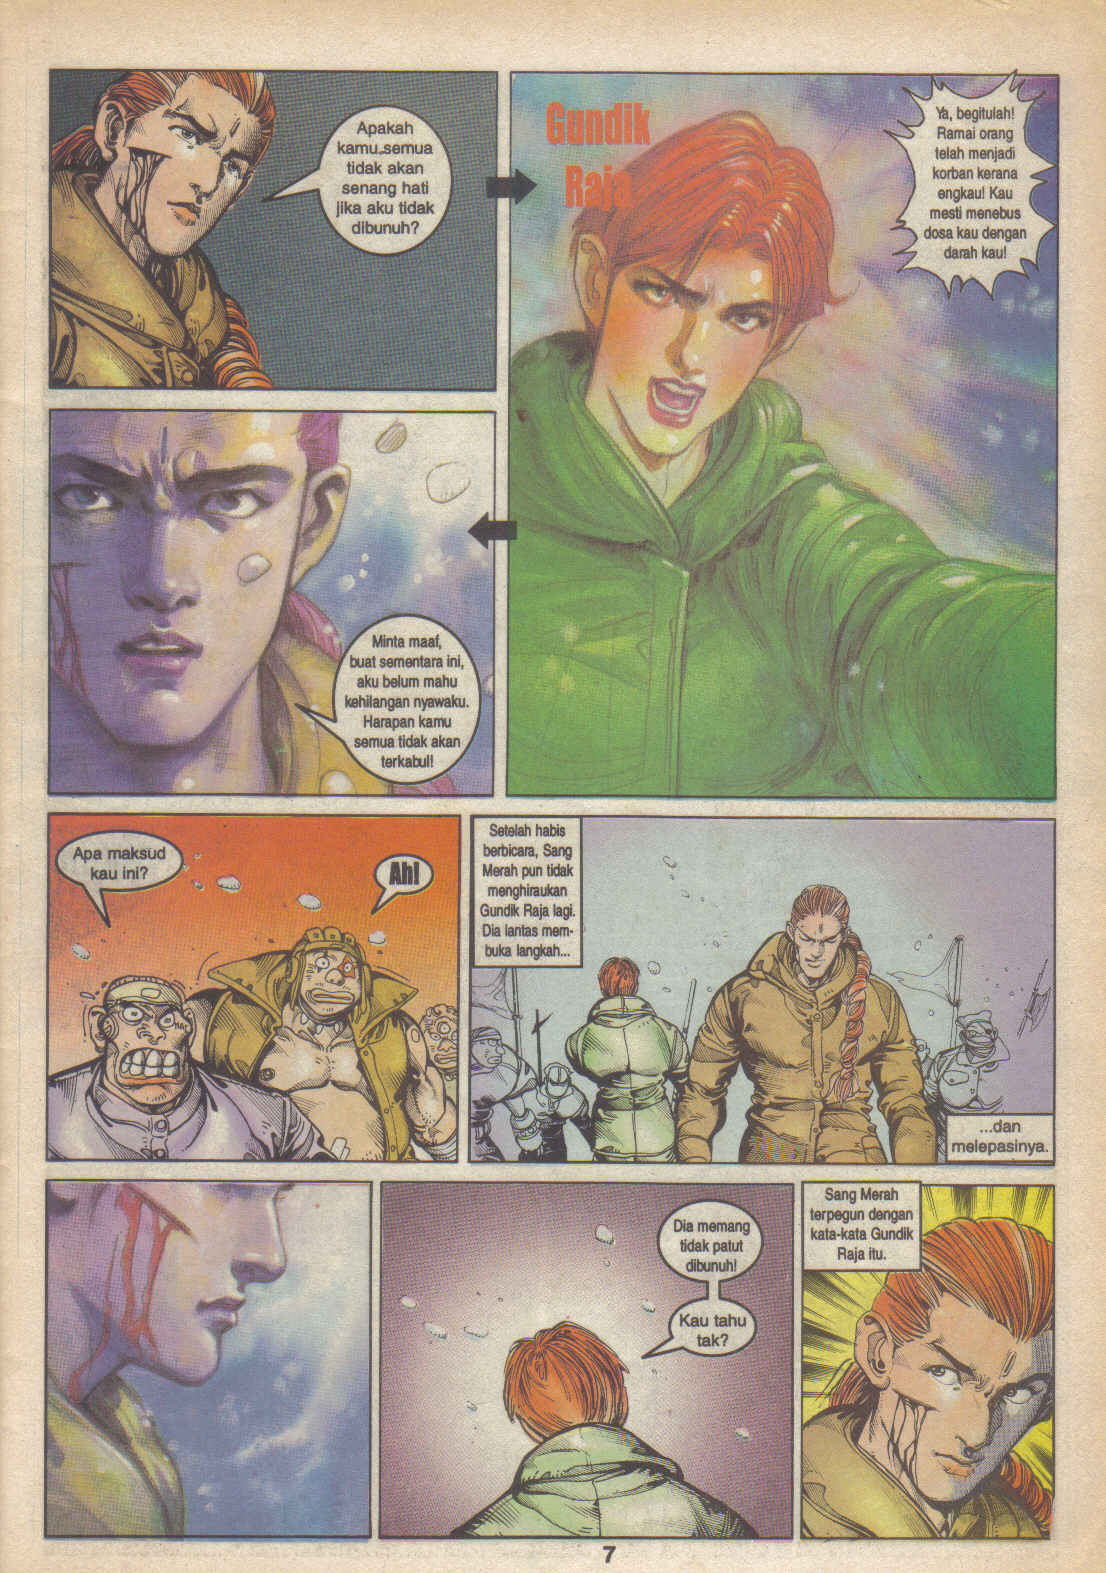 Apakah
kamu semua
tidak akan
senang hati
jika aku tidak
dibunuh?
Gundik
Raja
Ya, begitulah!
Ramai orang
telah menjadi
korban kerana
engkau! Kau
mesti menebus
dosa kau dengan
darah kau!
Minta maaf,
buat sementara ini,
aku belum mahu
kehilangan nyawaku.
Harapan kamu
semua tidak akan
terkabul!
Apa maksud
kau ini?
Ah!
Setelah habis
berbicara, Sang
Merah pun tidak
menghiraukan
Gundik Raja lagi.
Dia lantas mem-
buka langkah...
...dan
melepasinya.
Dia memang
tidak patut
dibunuh!
Kau tahu
tak?
Sang Merah
terpegun dengan
kata-kata Gundik
Raja itu.
7